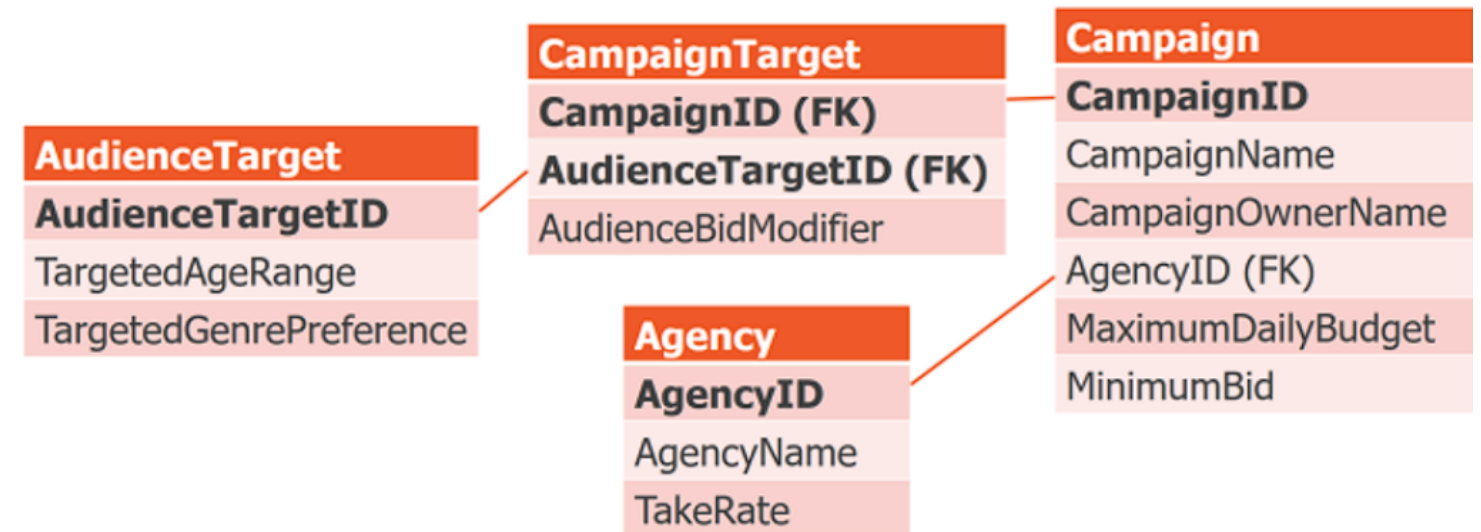 AudienceTarget
AudienceTargetID
TargetedAgeRange
TargetedGenrePreference
CampaignTarget
CampaignID (FK)
AudienceTargetID (FK)
AudienceBidModifier
Agency
AgencyID
AgencyName
TakeRate
Campaign
CampaignID
CampaignName
CampaignOwnerName
AgencyID (FK)
MaximumDailyBudget
MinimumBid